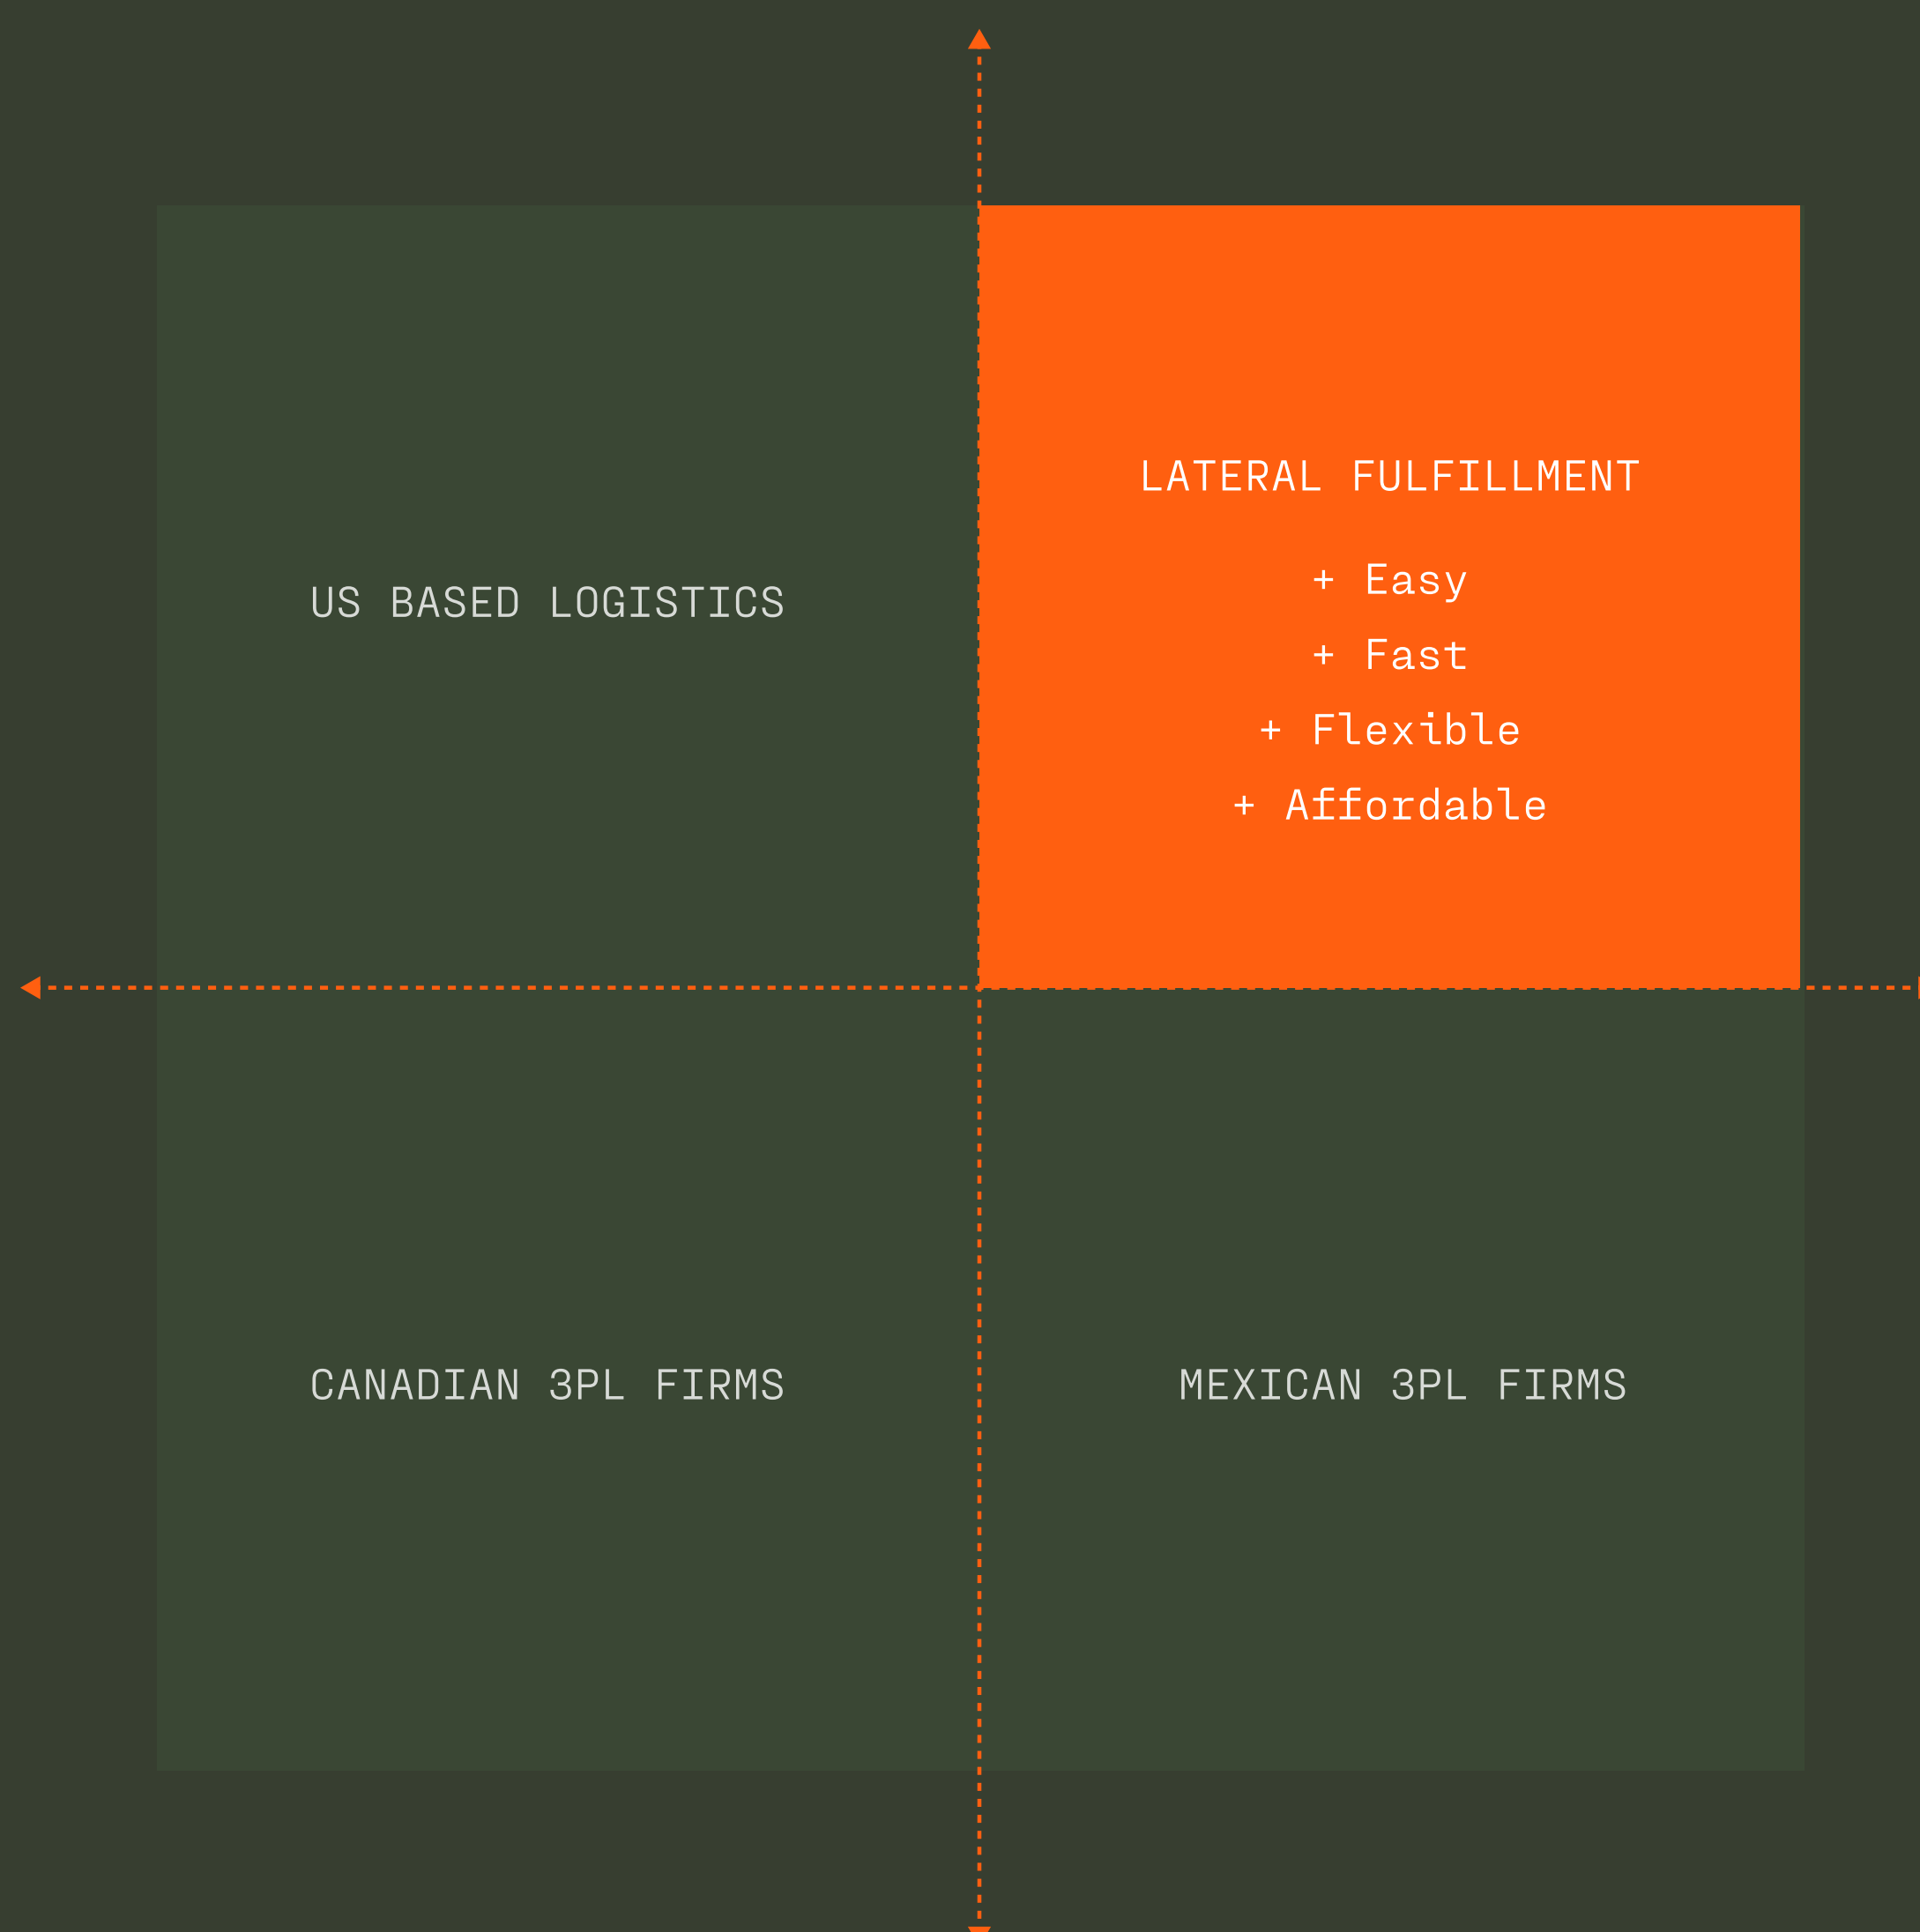 LATERAL FULFILLMENT
+ Easy
+ Fast
+ Flexible
+ Affordable
US BASED LOGISTICS
CANADIAN 3PL FIRMS
MEXICAN 3PL FIRMS